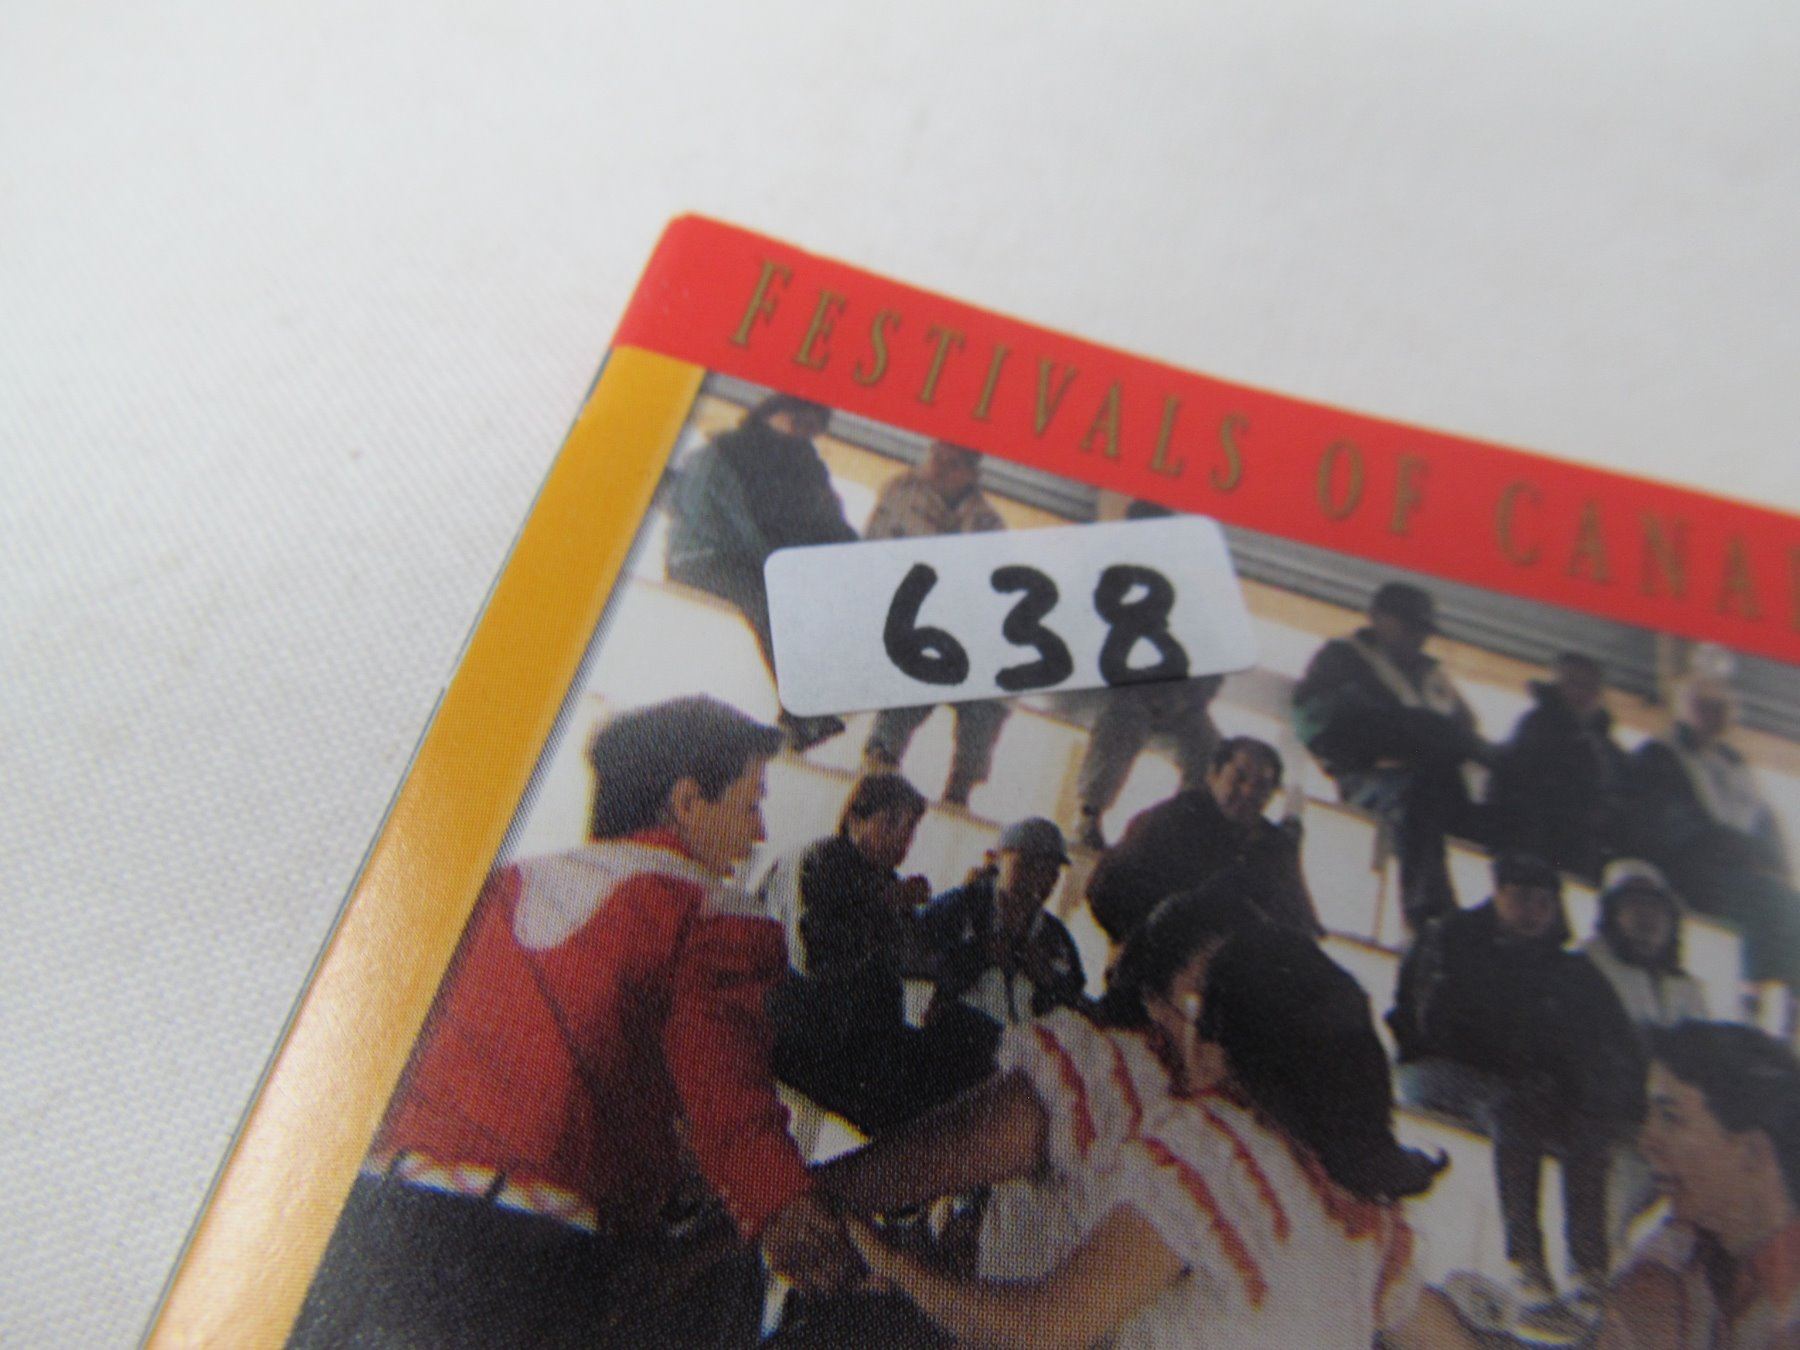 FESTIVALS OF CANA
638